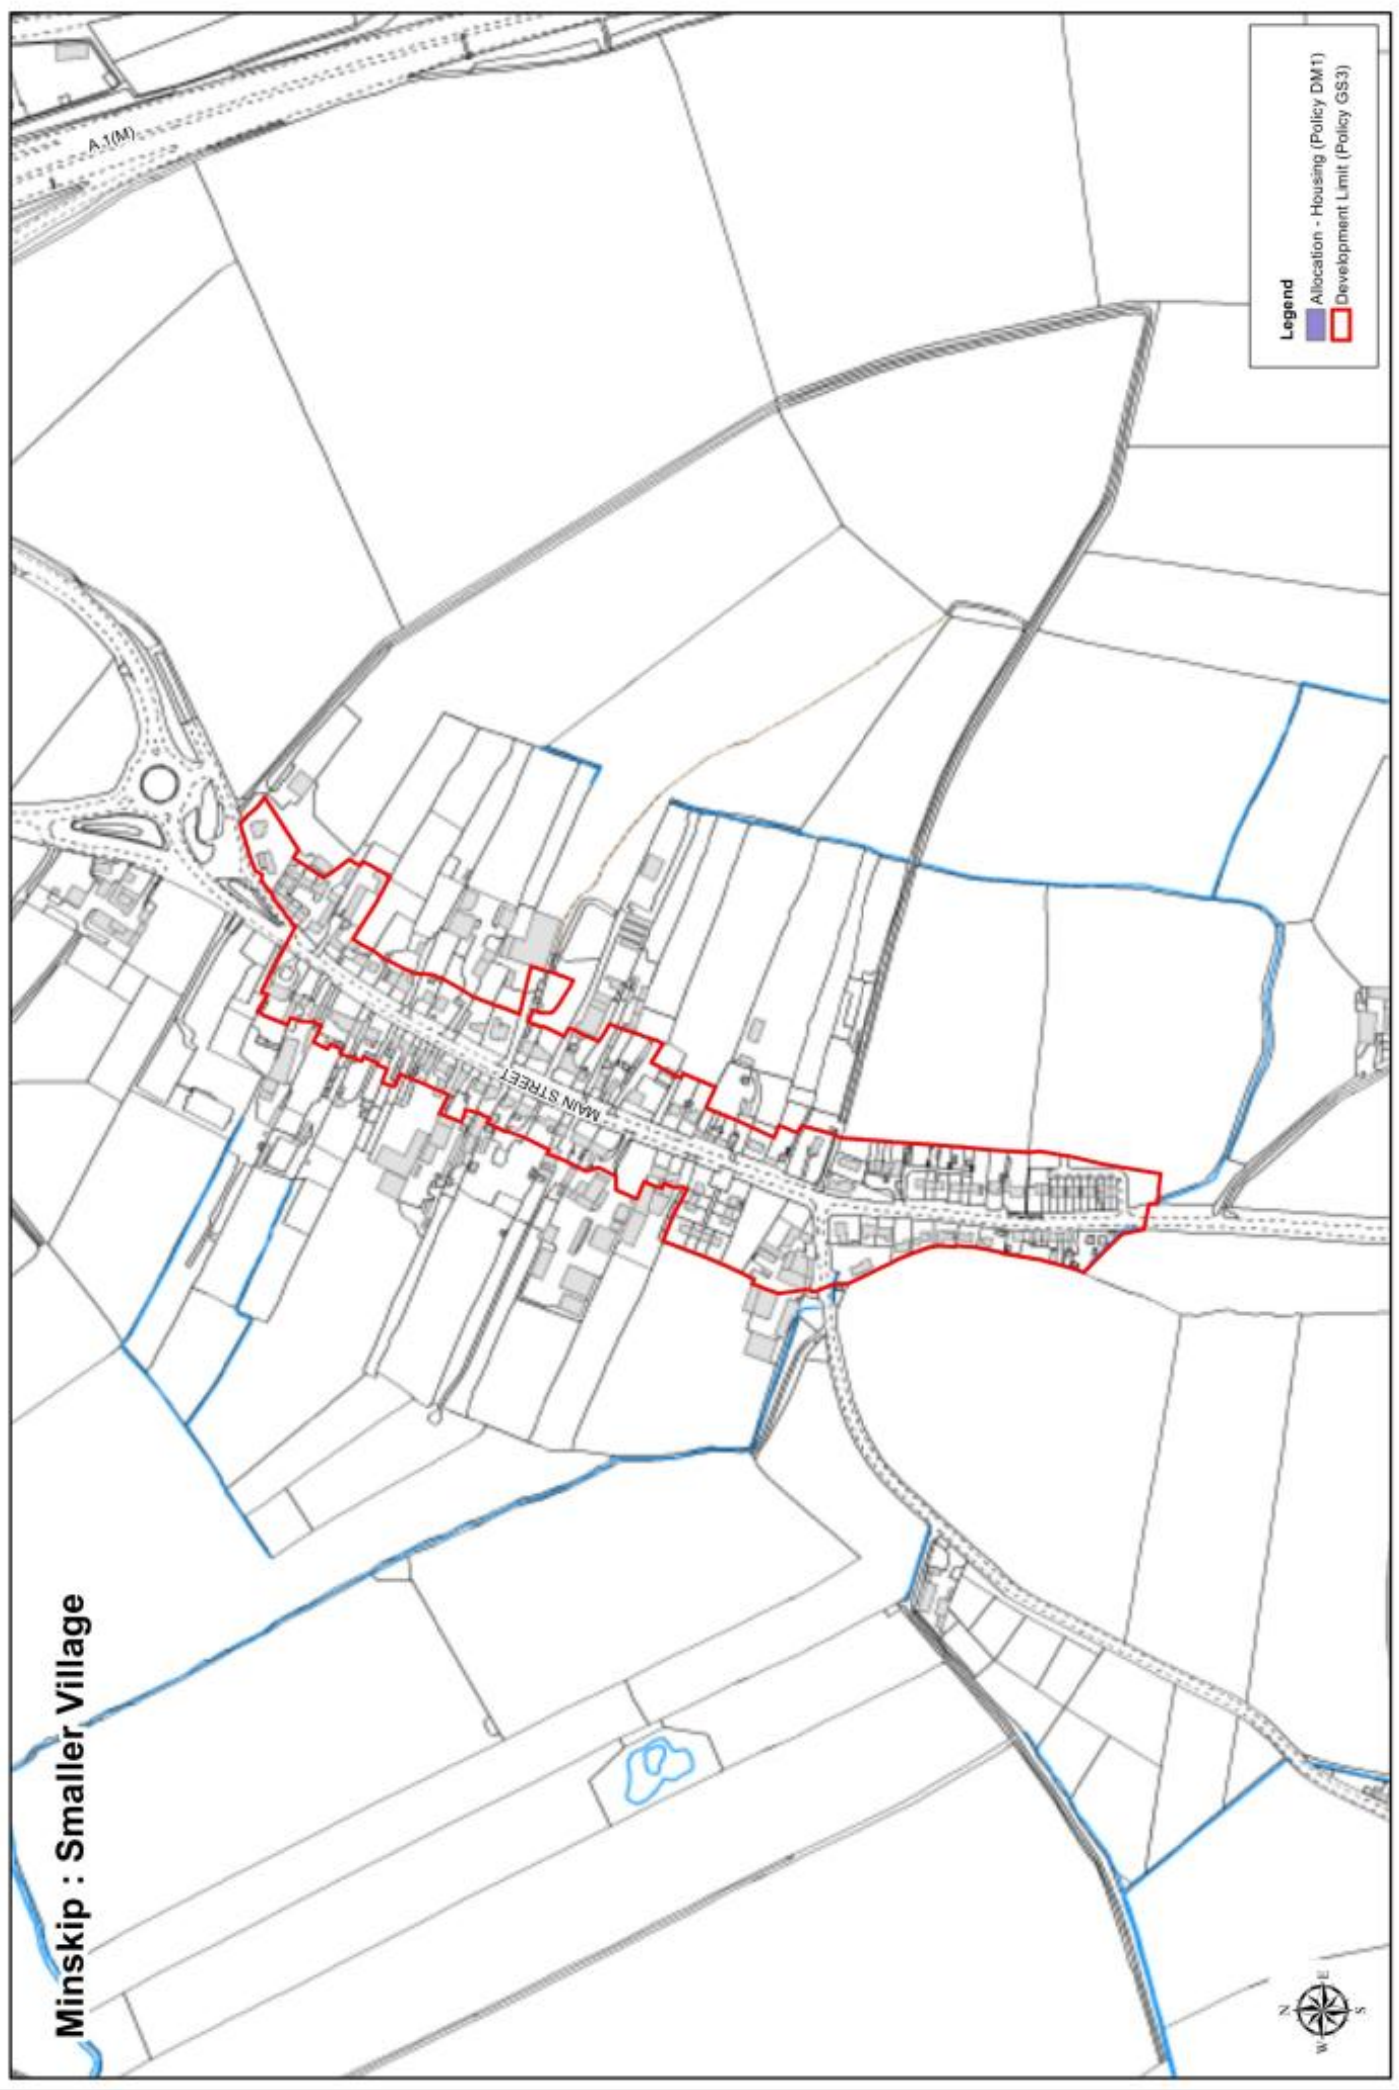 Minskip : Smaller Village
A 1(M)
MAIN STREET
Legend
Allocation - Housing (Policy DM1)
Development Limit (Policy GS3)
N
W E
S